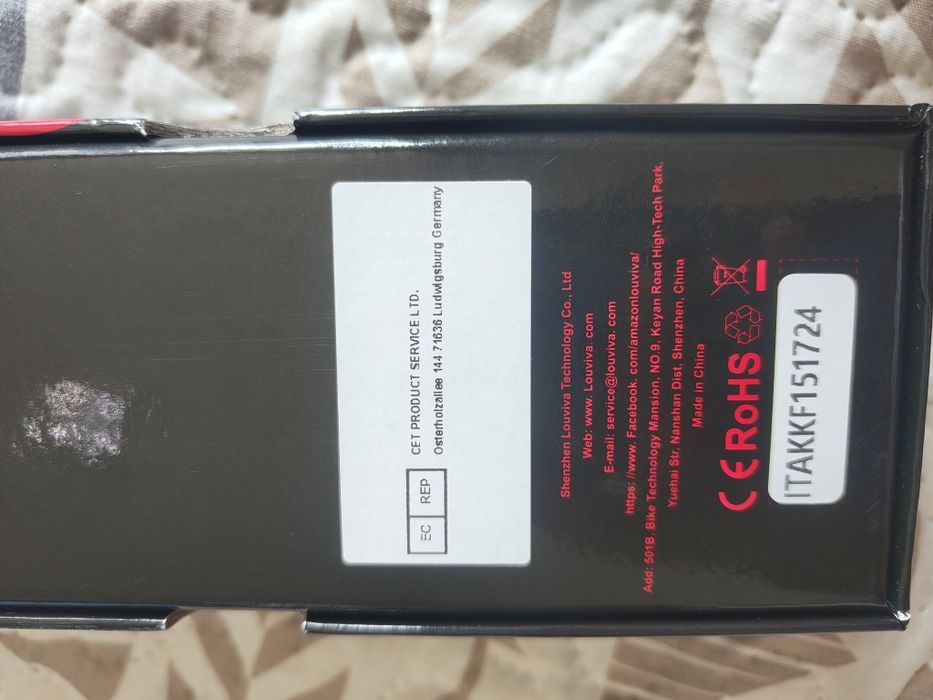 EC REP
CET PRODUCT SERVICE LTD.
Osterholzallee 144 71636 Ludwigsburg Germany
Shenzhen Louviva Technology Co., Ltd
Web: www. Louviva. com
E-mail: service@louviva. com
https: //www. Facebook. com/amazonlouviva/
Add: 501B, Bike Technology Mansion, NO.9, Keyan Road High-Tech Park,
Yuehai Str, Nanshan Dist, Shenzhen, China
Made in China
CE RoHS
ITAKKF151724